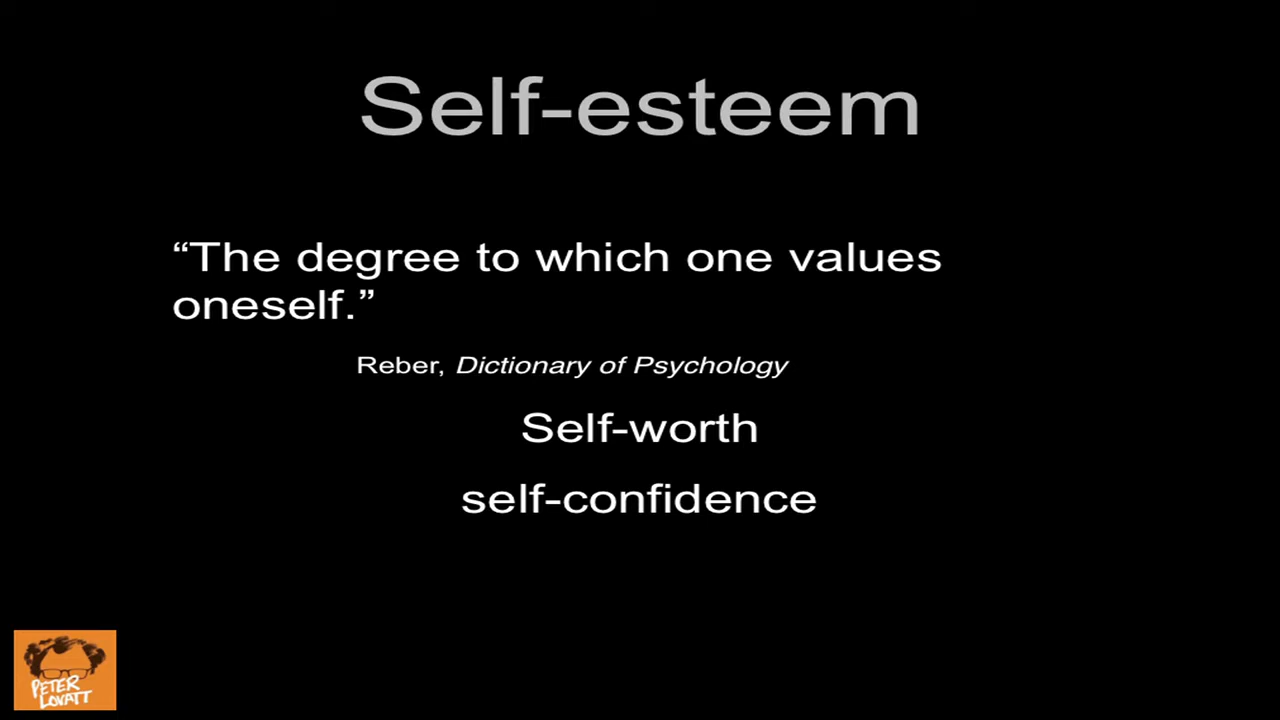 Self-esteem
“The degree to which one values
oneself.”
Reber, Dictionary of Psychology
Self-worth
self-confidence
PETER
LOVATT